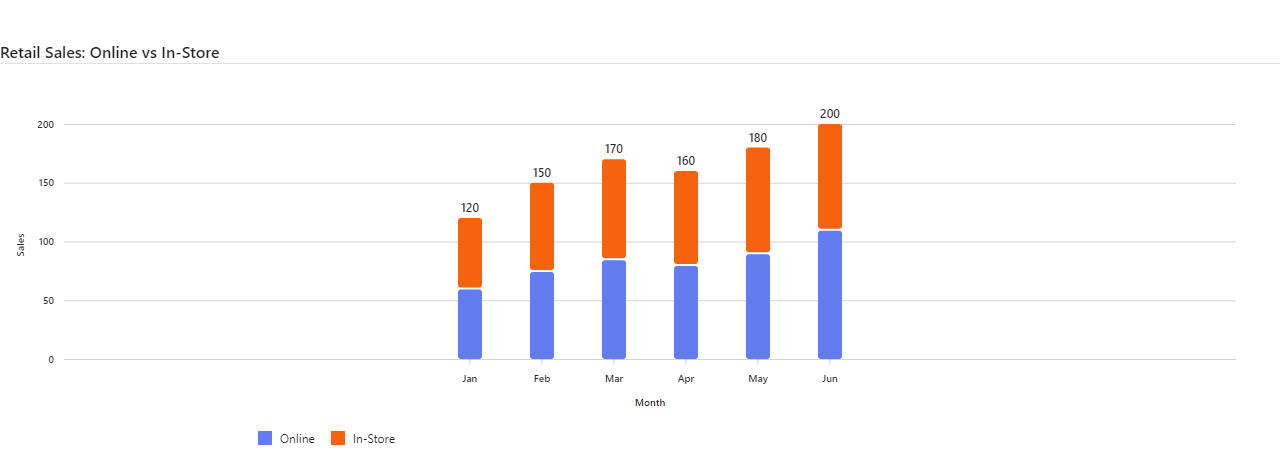 Retail Sales: Online vs In-Store
200
150
100
50
0
Sales
120
150
170
160
180
200
Jan Feb Mar Apr May Jun
Month
Online In-Store